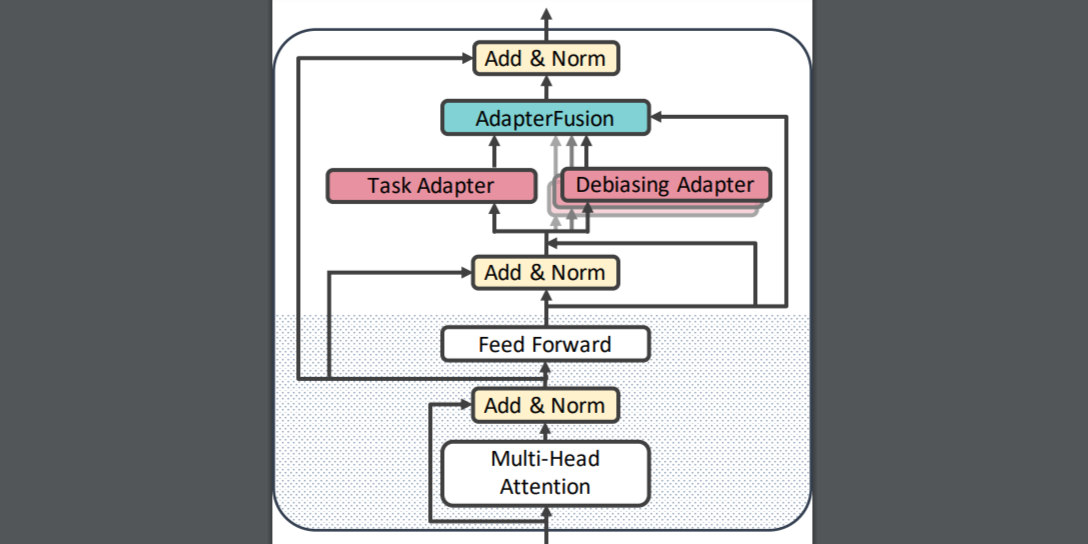 Add & Norm
AdapterFusion
Task Adapter
Debiasing Adapter
Add & Norm
Feed Forward
Add & Norm
Multi-Head
Attention